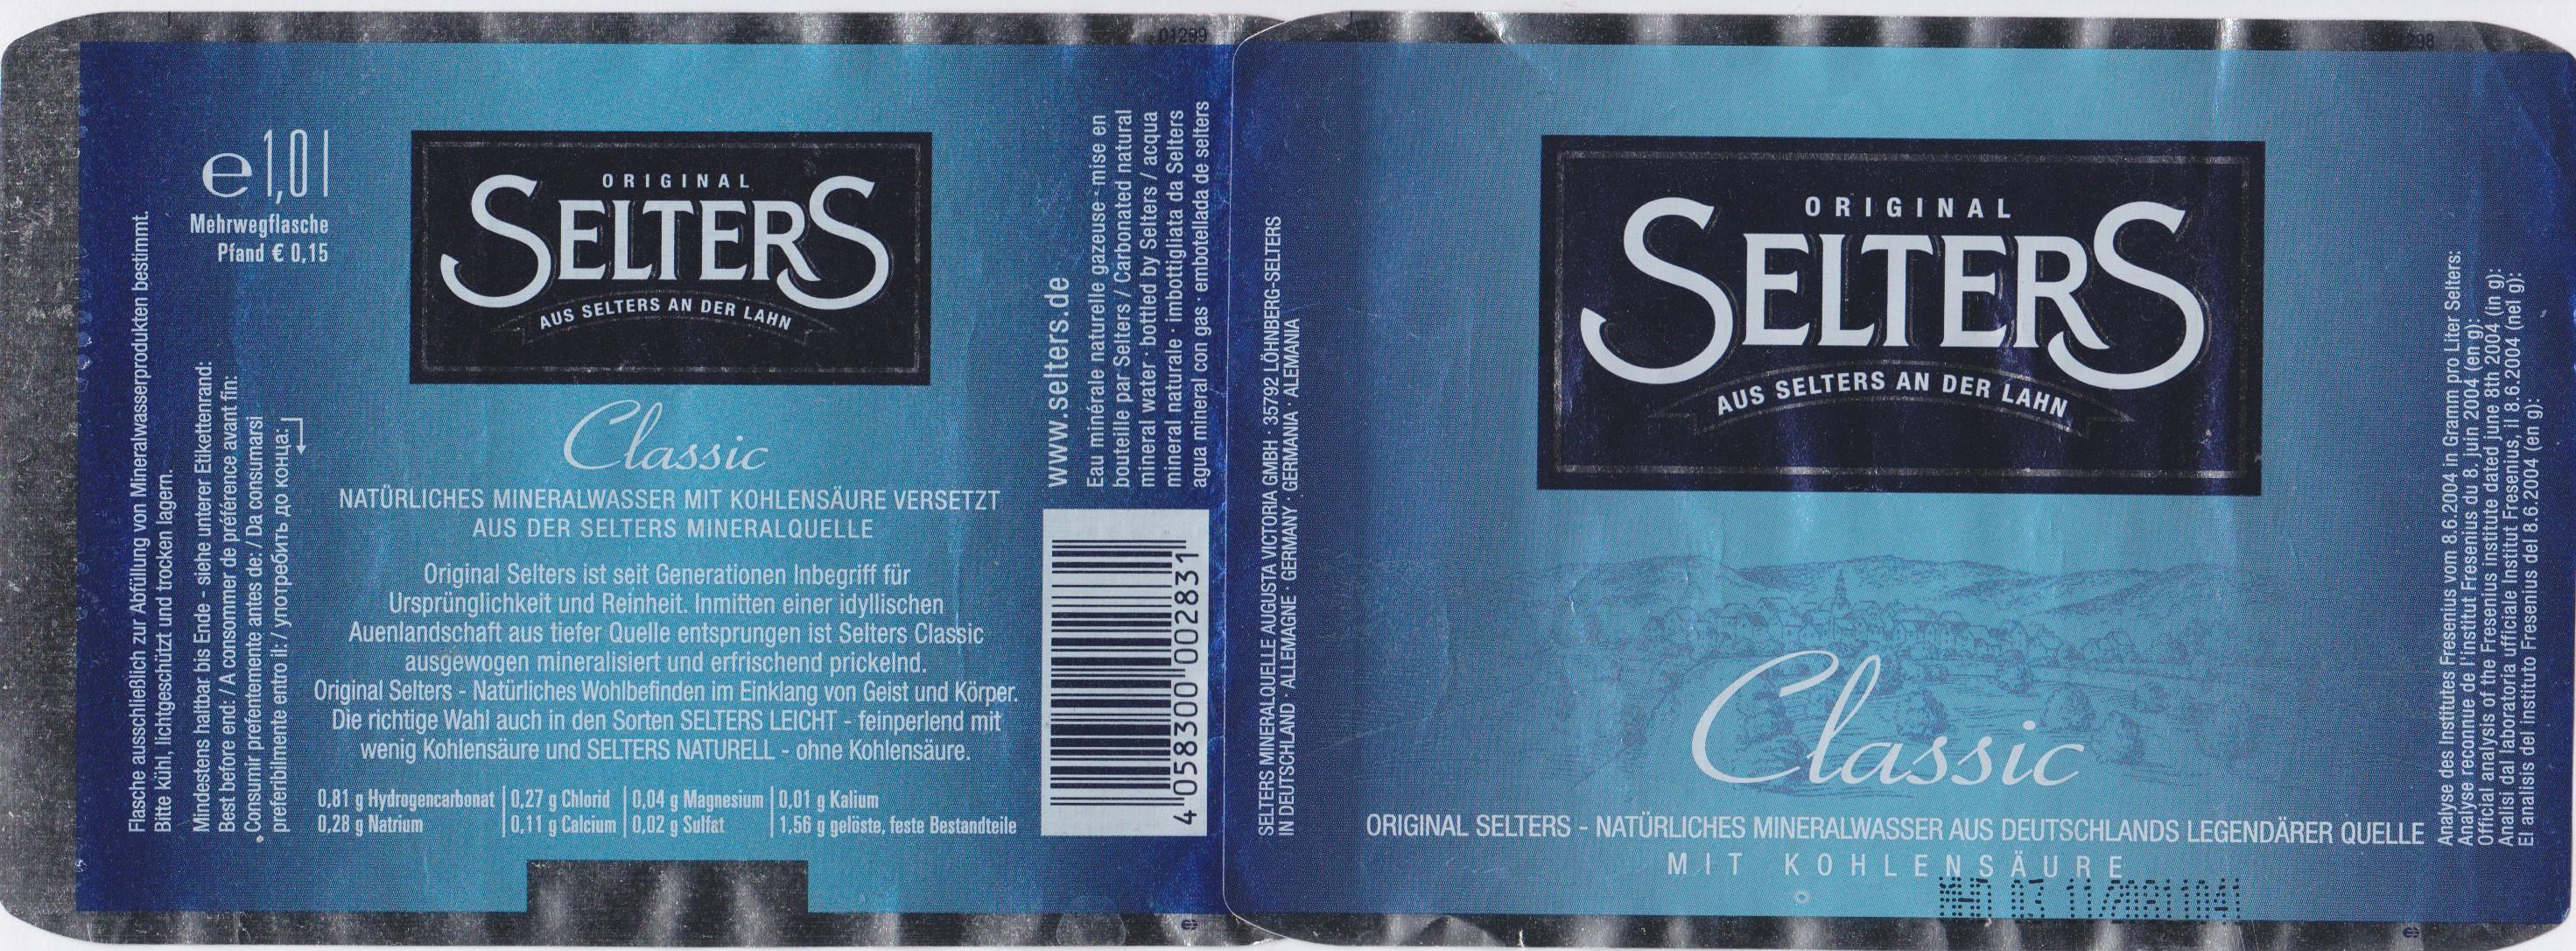 01299
e 1,0 l
Mehrwegflasche
Pfand € 0,15
Flasche ausschließlich zur Abfüllung von Mineralwasserprodukten bestimmt.
Bitte kühl, lichtgeschützt und trocken lagern.
Mindestens haltbar bis Ende - siehe unterer Etikettenrand:
Best before end: / A consommer de préférence avant fin:
Consumir preferentemente antes de: / Da consumarsi
preferibilmente entro il: / употребить до конца:
ORIGINAL
SELTERS
AUS SELTERS AN DER LAHN
Classic
NATÜRLICHES MINERALWASSER MIT KOHLENSÄURE VERSETZT
AUS DER SELTERS MINERALQUELLE
Original Selters ist seit Generationen Inbegriff für
Ursprünglichkeit und Reinheit. Inmitten einer idyllischen
Auenlandschaft aus tiefer Quelle entsprungen ist Selters Classic
ausgewogen mineralisiert und erfrischend prickelnd.
Original Selters - Natürliches Wohlbefinden im Einklang von Geist und Körper.
Die richtige Wahl auch in den Sorten SELTERS LEICHT - feinperlend mit
wenig Kohlensäure und SELTERS NATURELL - ohne Kohlensäure.
0,81 g Hydrogencarbonat 0,27 g Chlorid 0,04 g Magnesium 0,01 g Kalium
0,28 g Natrium 0,11 g Calcium 0,02 g Sulfat 1,56 g gelöste, feste Bestandteile
www.selters.de
Eau minérale naturelle gazeuse · mise en
bouteille par Selters / Carbonated natural
mineral water · bottled by Selters / acqua
mineral naturale · imbottigliata da Selters
agua mineral con gas · embotellada de selters
4 058300 002831
SELTERS MINERALQUELLE AUGUSTA VICTORIA GMBH · 35792 LÖHNBERG-SELTERS
IN DEUTSCHLAND · ALLEMAGNE · GERMANY · GERMANIA · ALEMANIA
ORIGINAL
SELTERS
AUS SELTERS AN DER LAHN
Classic
ORIGINAL SELTERS - NATÜRLICHES MINERALWASSER AUS DEUTSCHLANDS LEGENDÄRER QUELLE
MIT KOHLENSÄURE
MHD 03 11/20811041
Analyse des Institutes Fresenius vom 8.6.2004 in Gramm pro Liter Selters:
Analyse reconnue de l'institut Fresenius du 8. juin 2004 (en g):
Official analysis of the Fresenius institute dated june 8th 2004 (in g):
Analisi dal laboratoria ufficiale Institut Fresenius, il 8.6.2004 (nel g):
El analisis del instituto Fresenius del 8.6.2004 (en g):